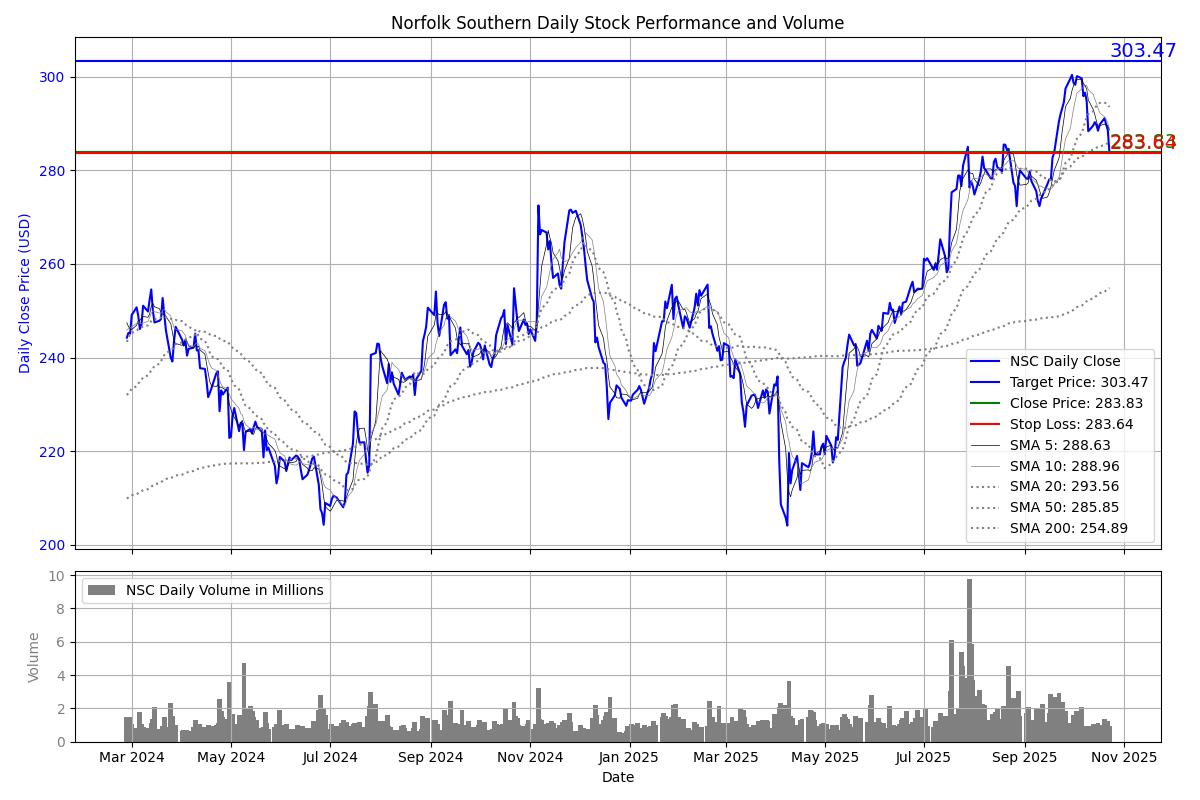 Norfolk Southern Daily Stock Performance and Volume
303.47
300
283.83
283.64
280
260
240
220
200
Daily Close Price (USD)
NSC Daily Close
Target Price: 303.47
Close Price: 283.83
Stop Loss: 283.64
SMA 5: 288.63
SMA 10: 288.96
SMA 20: 293.56
SMA 50: 285.85
SMA 200: 254.89
10
8
6
4
2
0
Volume
NSC Daily Volume in Millions
Mar 2024 May 2024 Jul 2024 Sep 2024 Nov 2024 Jan 2025 Mar 2025 May 2025 Jul 2025 Sep 2025 Nov 2025
Date